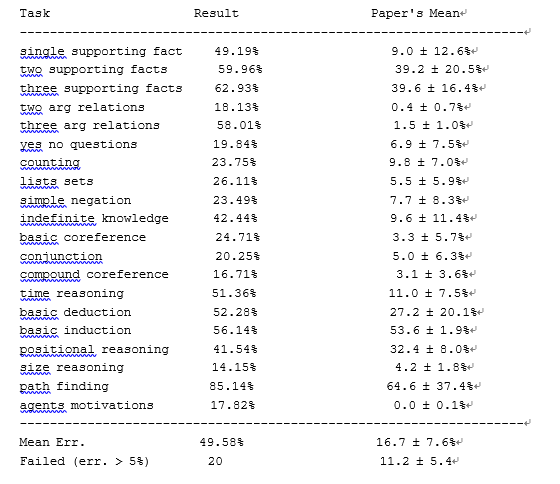 Task Result Paper's Mean↵
--------------------------------------------------------------------↵
single supporting fact 49.19% 9.0 ± 12.6%↵
two supporting facts 59.96% 39.2 ± 20.5%↵
three supporting facts 62.93% 39.6 ± 16.4%↵
two arg relations 18.13% 0.4 ± 0.7%↵
three arg relations 58.01% 1.5 ± 1.0%↵
yes no questions 19.84% 6.9 ± 7.5%↵
counting 23.75% 9.8 ± 7.0%↵
lists sets 26.11% 5.5 ± 5.9%↵
simple negation 23.49% 7.7 ± 8.3%↵
indefinite knowledge 42.44% 9.6 ± 11.4%↵
basic coreference 24.71% 3.3 ± 5.7%↵
conjunction 20.25% 5.0 ± 6.3%↵
compound coreference 16.71% 3.1 ± 3.6%↵
time reasoning 51.36% 11.0 ± 7.5%↵
basic deduction 52.28% 27.2 ± 20.1%↵
basic induction 56.14% 53.6 ± 1.9%↵
positional reasoning 41.54% 32.4 ± 8.0%↵
size reasoning 14.15% 4.2 ± 1.8%↵
path finding 85.14% 64.6 ± 37.4%↵
agents motivations 17.82% 0.0 ± 0.1%↵
--------------------------------------------------------------------↵
Mean Err. 49.58% 16.7 ± 7.6%↵
Failed (err. > 5%) 20 11.2 ± 5.4↵